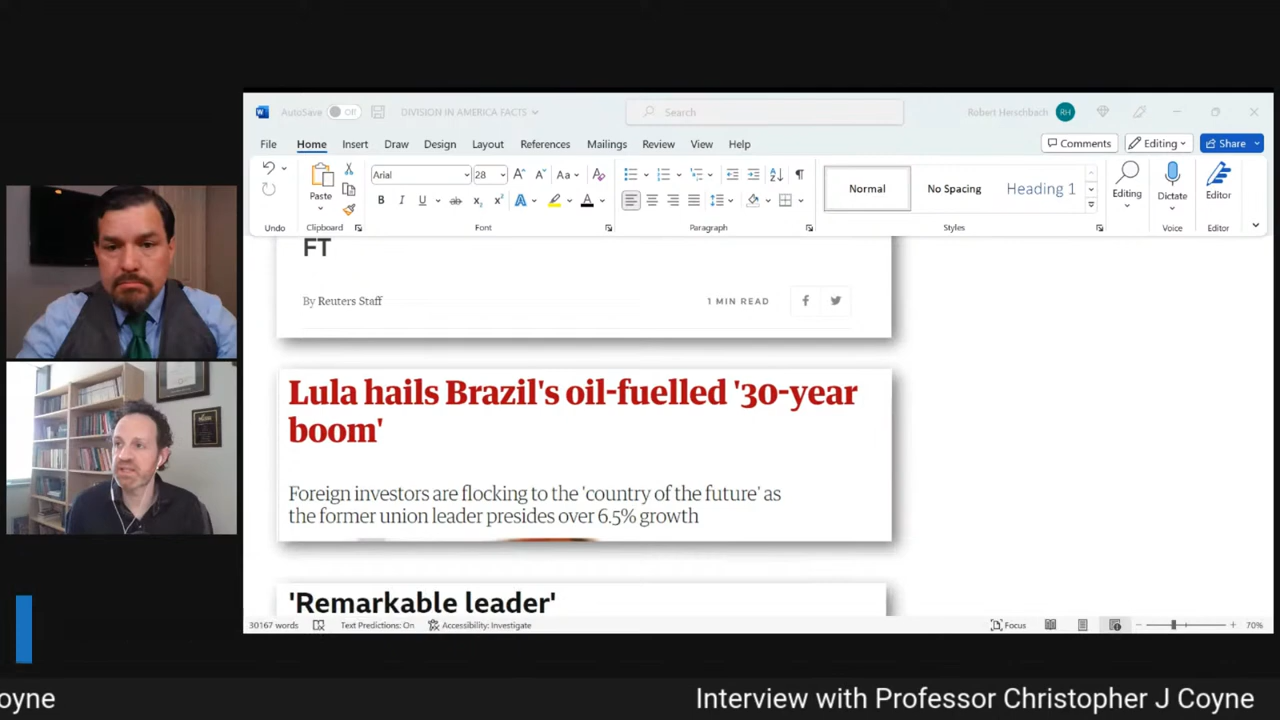 AutoSave Off DIVISION IN AMERICA FACTS Search Robert Herschbach RH
File Home Insert Draw Design Layout References Mailings Review View Help Comments Editing Share
Paste Arial 28 Aa Normal No Spacing Heading 1 Editing Dictate Editor
Undo Clipboard Font Paragraph Styles Voice Editor
FT
By Reuters Staff 1 MIN READ
Lula hails Brazil's oil-fuelled '30-year
boom'
Foreign investors are flocking to the 'country of the future' as
the former union leader presides over 6.5% growth
'Remarkable leader'
30167 words Text Predictions: On Accessibility: Investigate Focus 70%
oyne Interview with Professor Christopher J Coyne